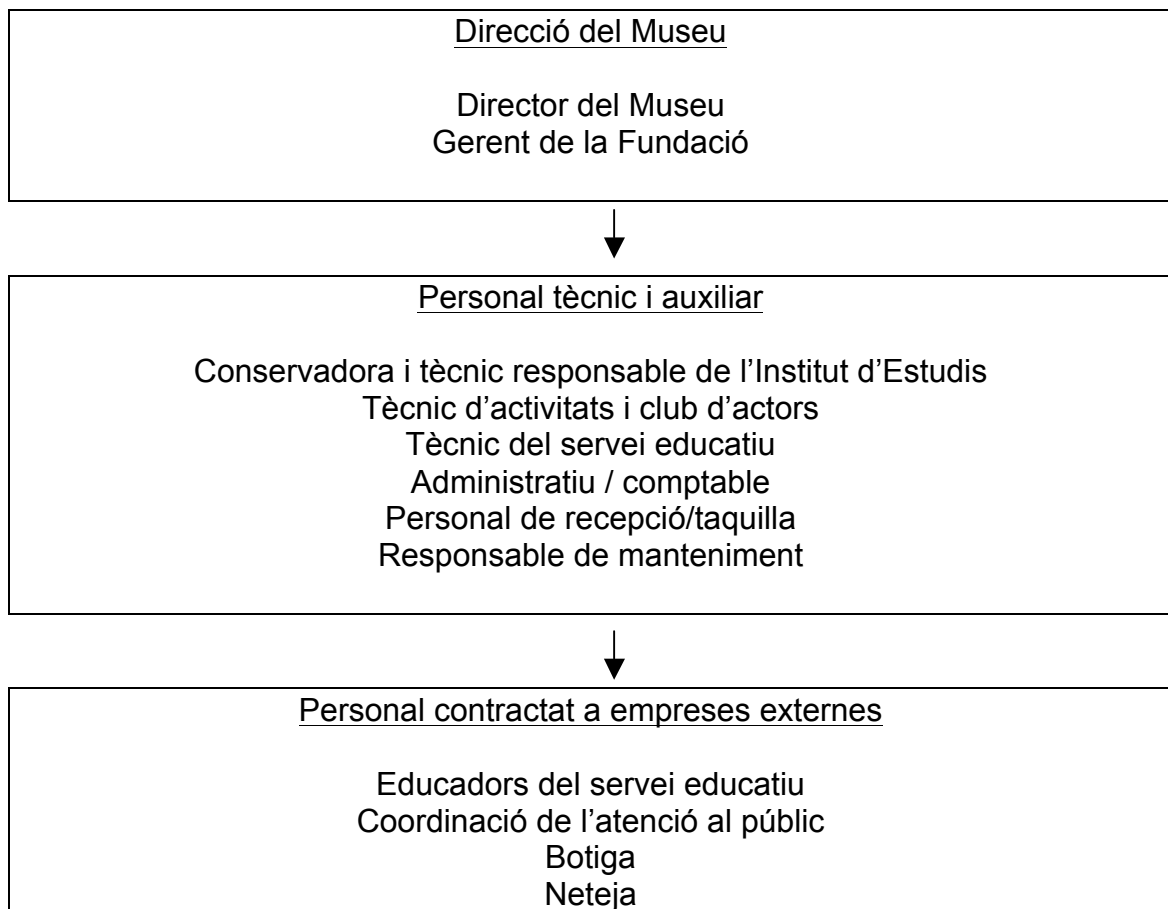 Direcció del Museu
Director del Museu
Gerent de la Fundació
Personal tècnic i auxiliar
Conservadora i tècnic responsable de l’Institut d’Estudis
Tècnic d’activitats i club d’actors
Tècnic del servei educatiu
Administratiu / comptable
Personal de recepció/taquilla
Responsable de manteniment
Personal contractat a empreses externes
Educadors del servei educatiu
Coordinació de l’atenció al públic
Botiga
Neteja